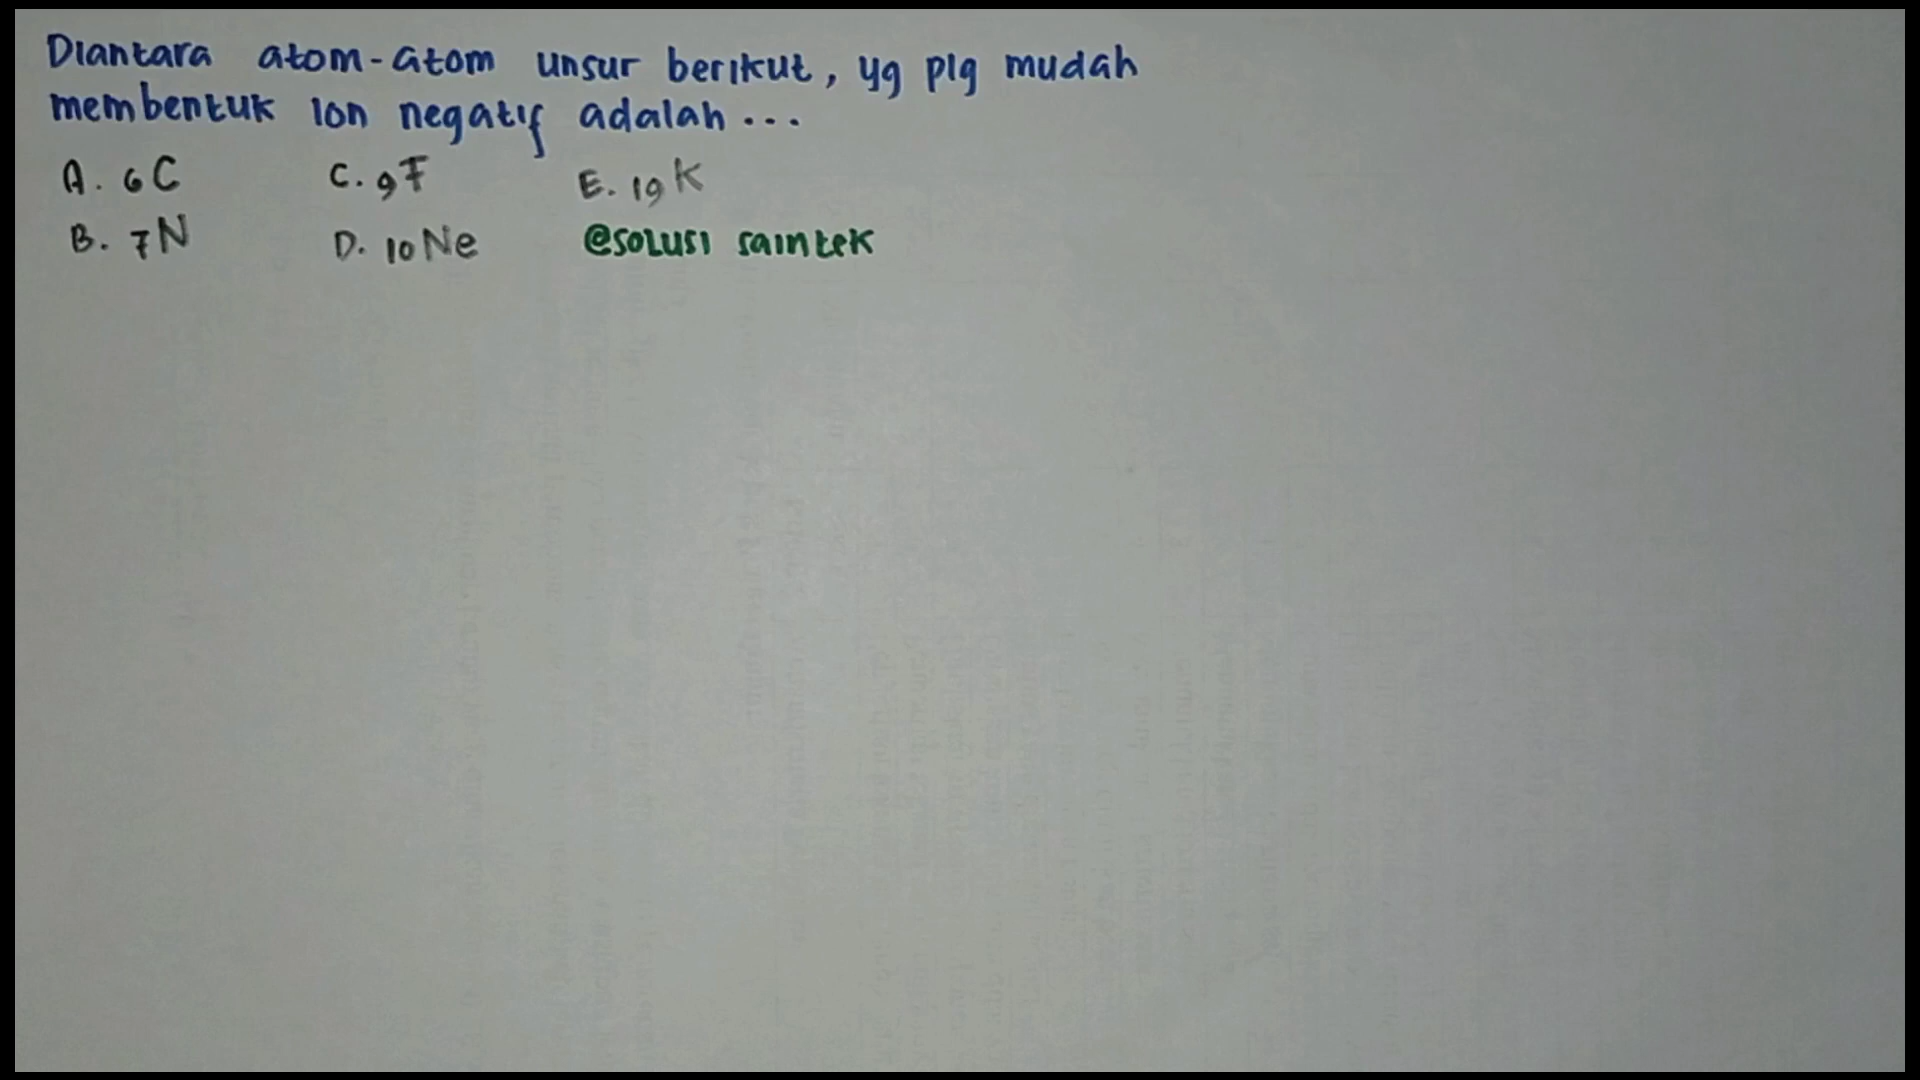 Diantara atom-atom unsur berikut, yg plg mudah
membentuk ion negatif adalah...
A. 6C C. 9F E. 19K
B. 7N D. 10Ne @solusi saintek